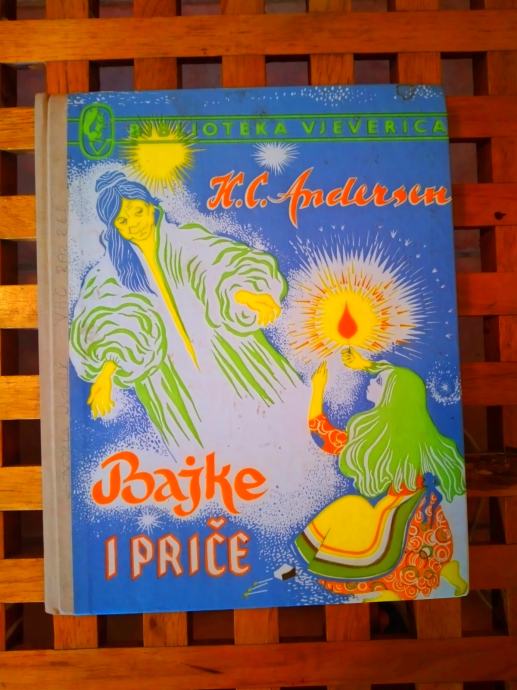 BIBLIOTEKA VJEVERICA
H. C. Andersen
Bajke
I PRIČE